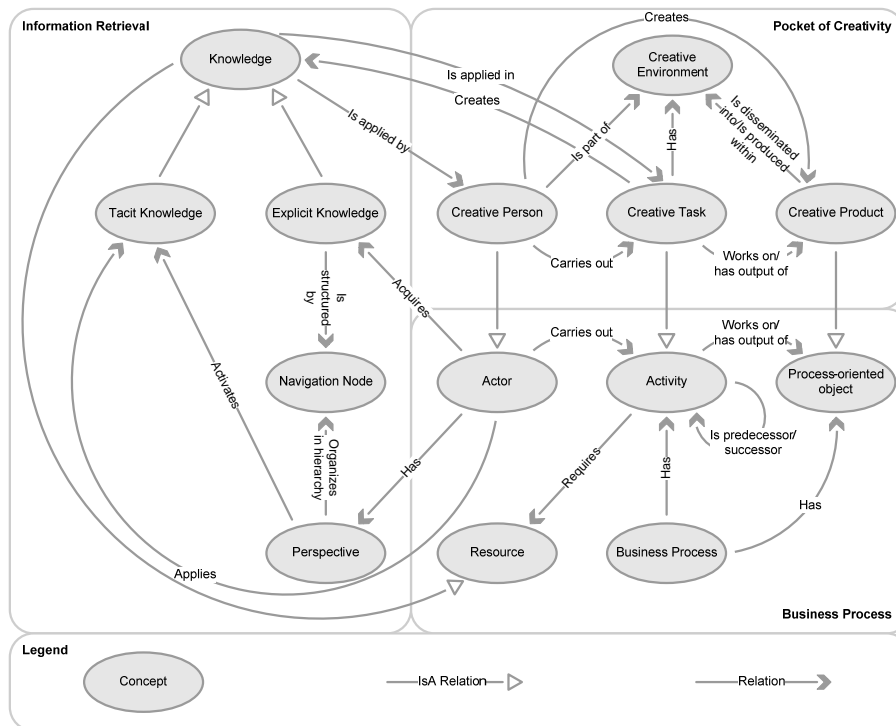 Information Retrieval
Pocket of Creativity
Creates
Knowledge
Creative
Environment
Is applied in
Creates
Is applied by
Is part of
Has
Is disseminated
into/Is produced
within
Tacit Knowledge
Explicit Knowledge
Creative Person
Creative Task
Creative Product
Carries out
Works on/
has output of
Is
structured
by
Acquires
Carries out
Works on/
has output of
Activates
Navigation Node
Actor
Activity
Process-oriented
object
Organizes
in hierarchy
Has
Requires
Is predecessor/
successor
Has
Has
Perspective
Resource
Business Process
Applies
Business Process
Legend
Concept
IsA Relation
Relation